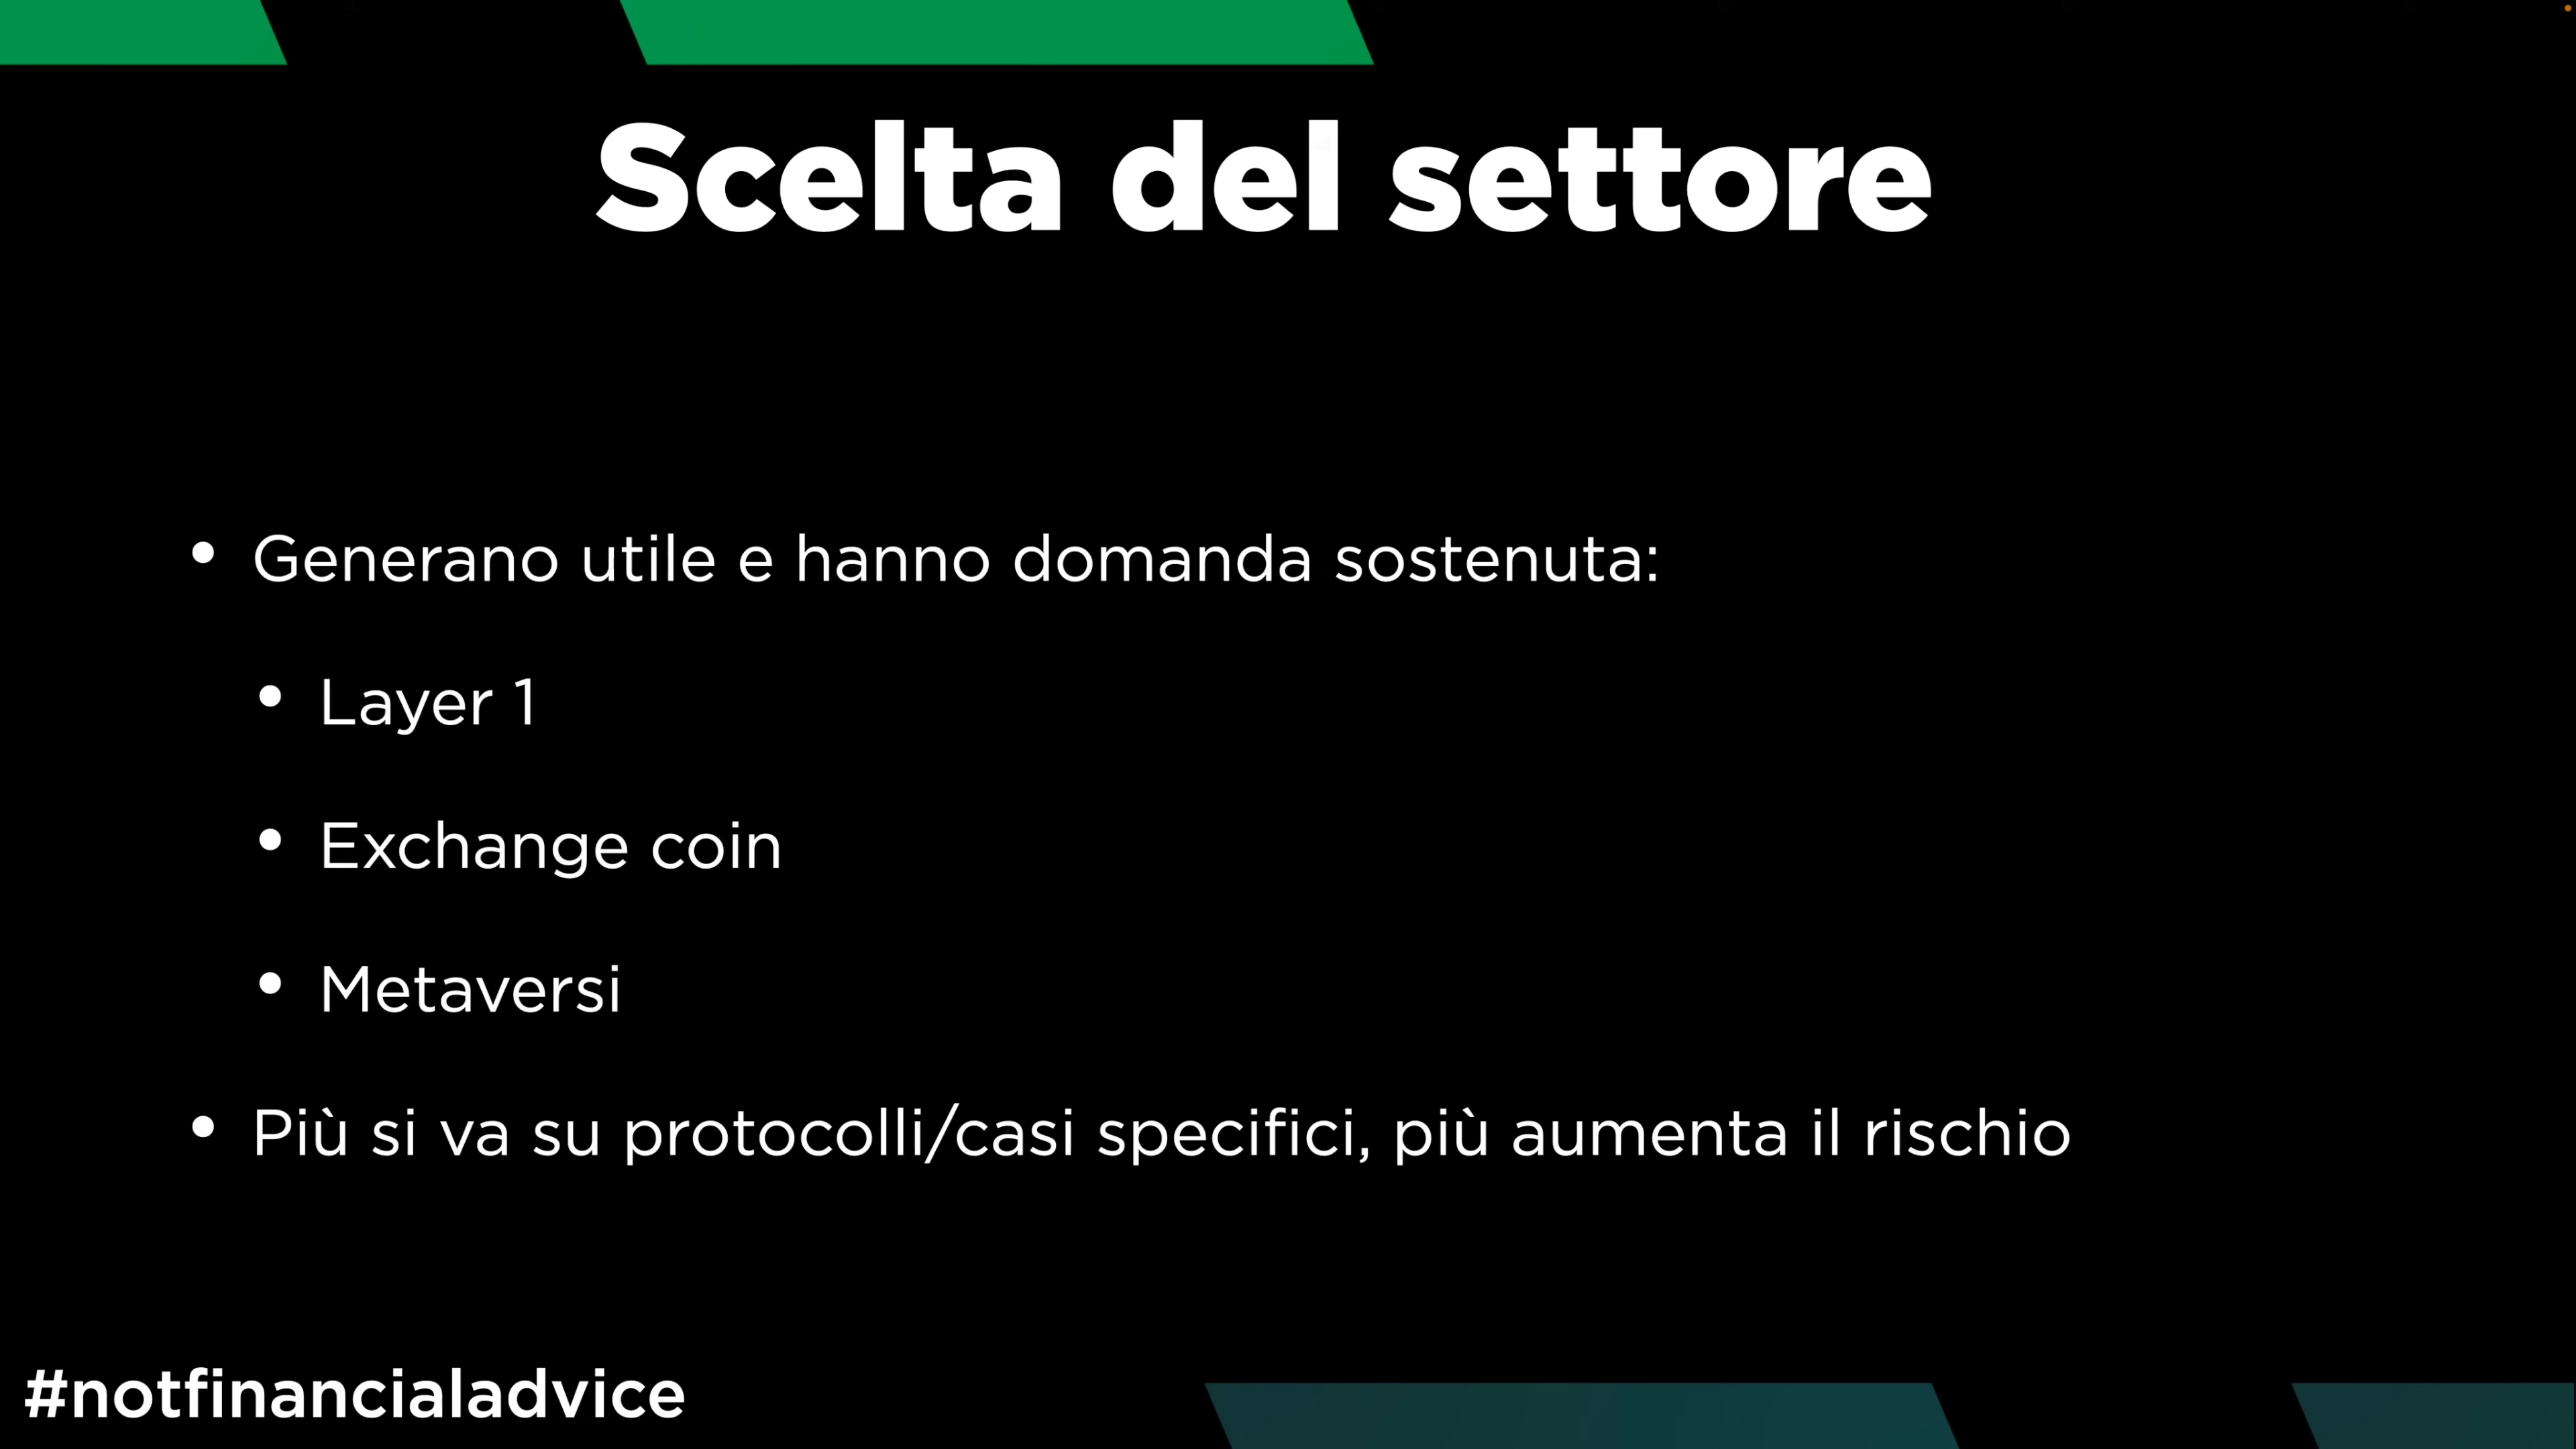 Scelta del settore
• Generano utile e hanno domanda sostenuta:
• Layer 1
• Exchange coin
• Metaversi
• Più si va su protocolli/casi specifici, più aumenta il rischio
#notfinancialadvice